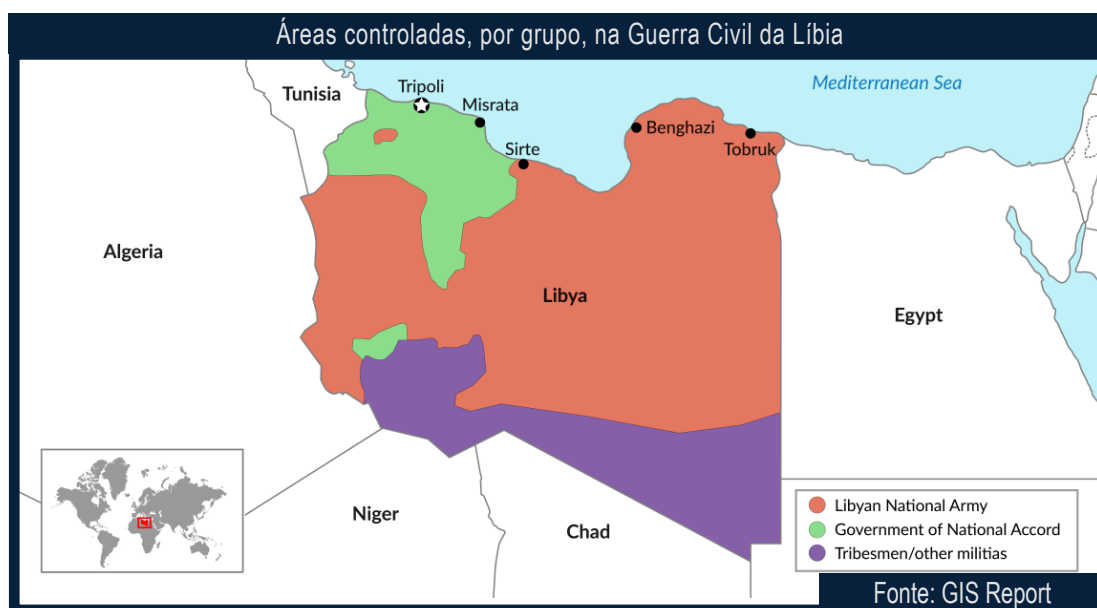 Áreas controladas, por grupo, na Guerra Civil da Líbia
Mediterranean Sea
Tunisia
Tripoli
Misrata
Sirte
Benghazi
Tobruk
Algeria
Libya
Egypt
Niger
Chad
Libyan National Army
Government of National Accord
Tribesmen/other militias
Fonte: GIS Report